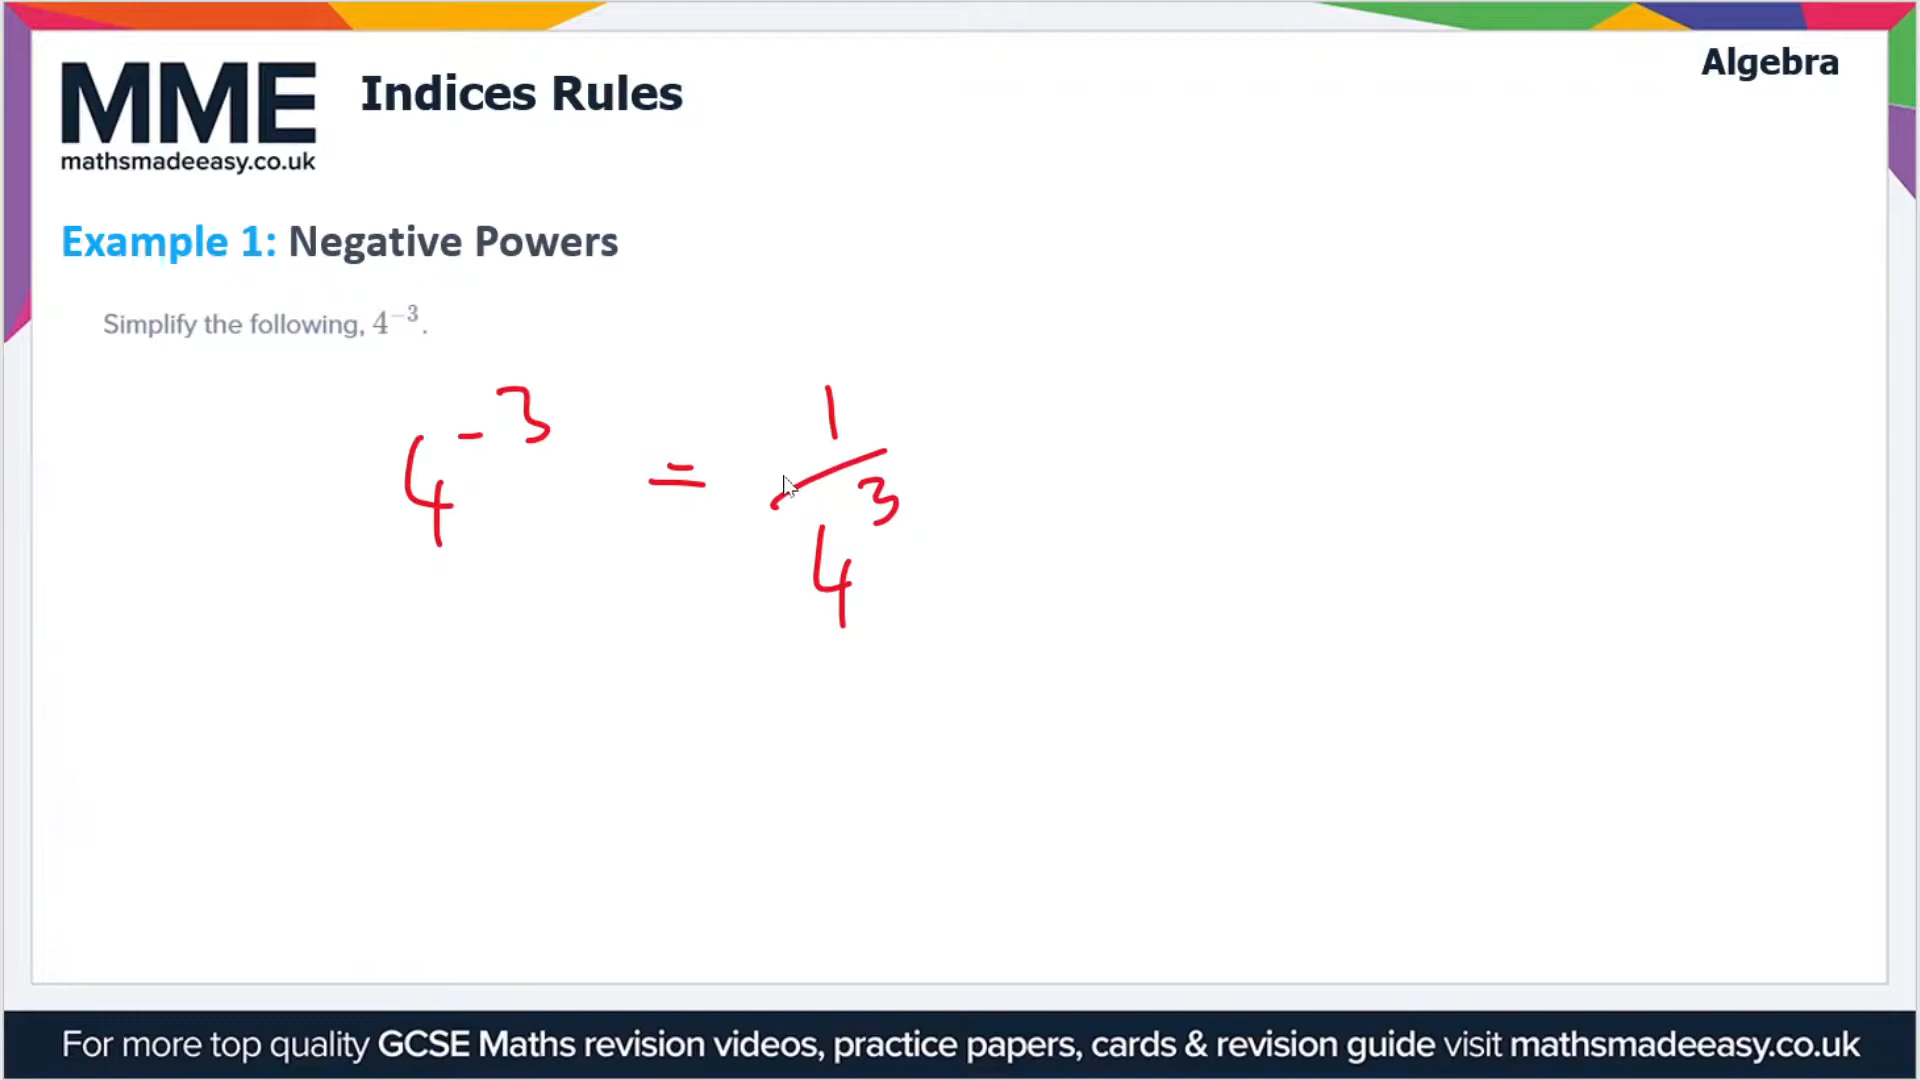 MME
mathsmadeeasy.co.uk
Indices Rules
Algebra
Example 1: Negative Powers
Simplify the following, 4⁻³.
4⁻³ = 1/4³
For more top quality GCSE Maths revision videos, practice papers, cards & revision guide visit mathsmadeeasy.co.uk